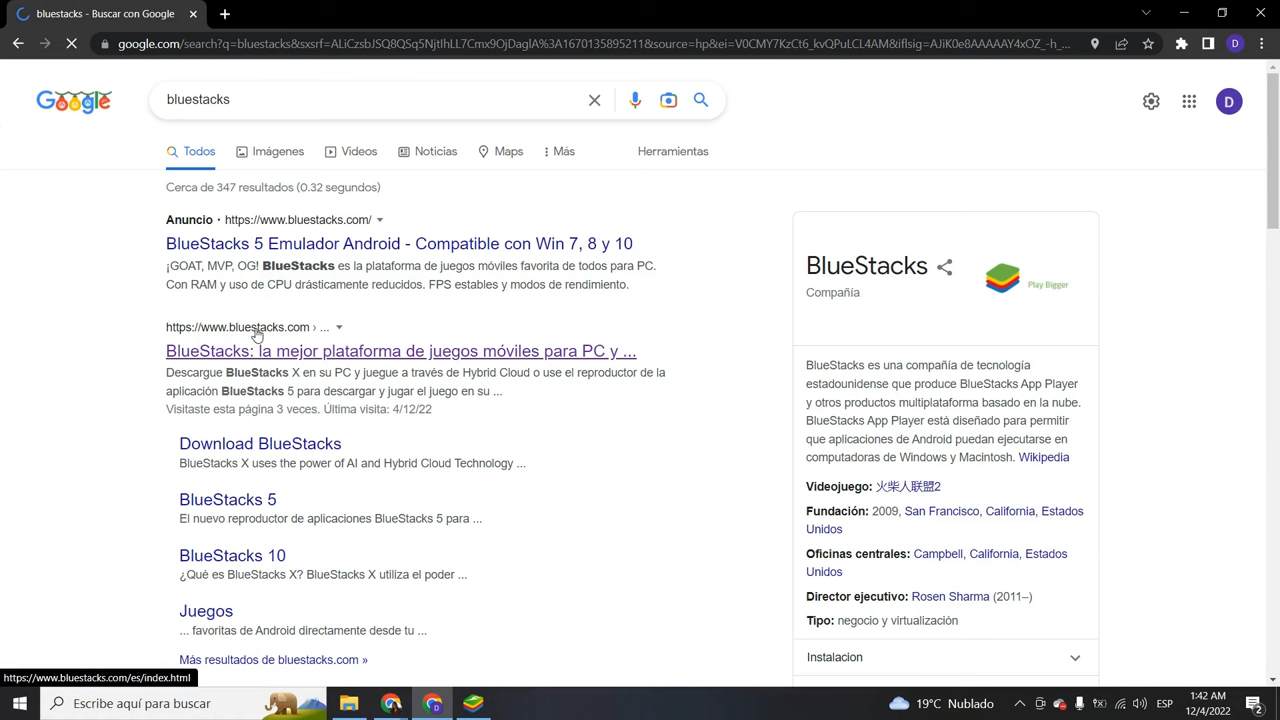 bluestacks - Buscar con Google
google.com/search?q=bluestacks&sxsrf=ALiCzsbJSQ8QSq5NjtIhLL7Cmx9OjDaglA%3A1670135895211&source=hp&ei=V0CMY7KzCt6_kvQPuLCL4AM&iflsig=AJiK0e8AAAAAY4xOZ_-h_...
D
Google
bluestacks
D
Todos
Imágenes
Videos
Noticias
Maps
Más
Herramientas
Cerca de 347 resultados (0.32 segundos)
Anuncio · https://www.bluestacks.com/
BlueStacks 5 Emulador Android - Compatible con Win 7, 8 y 10
¡GOAT, MVP, OG! BlueStacks es la plataforma de juegos móviles favorita de todos para PC.
Con RAM y uso de CPU drásticamente reducidos. FPS estables y modos de rendimiento.
https://www.bluestacks.com › ...
BlueStacks: la mejor plataforma de juegos móviles para PC y ...
Descargue BlueStacks X en su PC y juegue a través de Hybrid Cloud o use el reproductor de la
aplicación BlueStacks 5 para descargar y jugar el juego en su ...
Visitaste esta página 3 veces. Última visita: 4/12/22
Download BlueStacks
BlueStacks X uses the power of AI and Hybrid Cloud Technology ...
BlueStacks 5
El nuevo reproductor de aplicaciones BlueStacks 5 para ...
BlueStacks 10
¿Qué es BlueStacks X? BlueStacks X utiliza el poder ...
Juegos
... favoritas de Android directamente desde tu ...
Más resultados de bluestacks.com »
BlueStacks
Compañía
Play Bigger
BlueStacks es una compañía de tecnología
estadounidense que produce BlueStacks App Player
y otros productos multiplataforma basado en la nube.
BlueStacks App Player está diseñado para permitir
que aplicaciones de Android puedan ejecutarse en
computadoras de Windows y Macintosh. Wikipedia
Videojuego: 火柴人联盟2
Fundación: 2009, San Francisco, California, Estados
Unidos
Oficinas centrales: Campbell, California, Estados
Unidos
Director ejecutivo: Rosen Sharma (2011–)
Tipo: negocio y virtualización
Instalacion
https://www.bluestacks.com/es/index.html
Escribe aquí para buscar
19°C Nublado
ESP
1:42 AM
12/4/2022
2